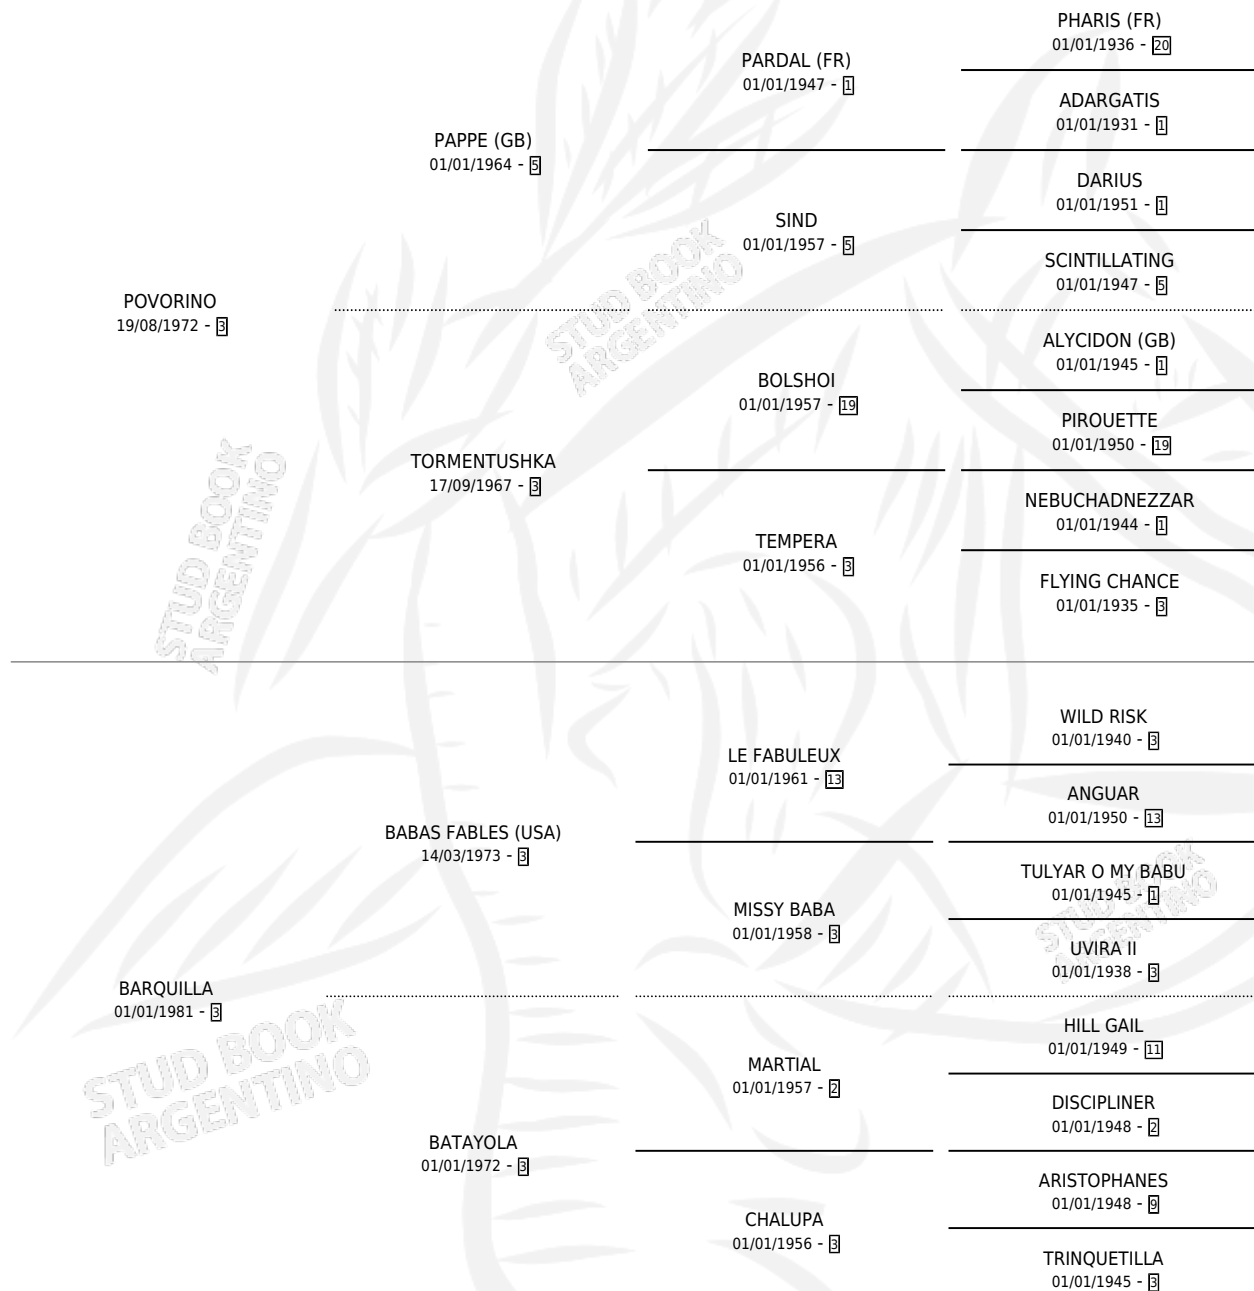 PHARIS (FR)
01/01/1936 - 20
PARDAL (FR)
01/01/1947 - 1
ADARGATIS
01/01/1931 - 1
PAPPE (GB)
01/01/1964 - 5
DARIUS
01/01/1951 - 1
SIND
01/01/1957 - 5
SCINTILLATING
01/01/1947 - 5
POVORINO
19/08/1972 - 3
ALYCIDON (GB)
01/01/1945 - 1
BOLSHOI
01/01/1957 - 19
PIROUETTE
01/01/1950 - 19
TORMENTUSHKA
17/09/1967 - 3
NEBUCHADNEZZAR
01/01/1944 - 1
TEMPERA
01/01/1956 - 3
FLYING CHANCE
01/01/1935 - 3
WILD RISK
01/01/1940 - 3
LE FABULEUX
01/01/1961 - 13
ANGUAR
01/01/1950 - 13
BABAS FABLES (USA)
14/03/1973 - 3
TULYAR O MY BABU
01/01/1945 - 1
MISSY BABA
01/01/1958 - 3
UVIRA II
01/01/1938 - 3
BARQUILLA
01/01/1981 - 3
HILL GAIL
01/01/1949 - 11
MARTIAL
01/01/1957 - 2
DISCIPLINER
01/01/1948 - 2
BATAYOLA
01/01/1972 - 3
ARISTOPHANES
01/01/1948 - 9
CHALUPA
01/01/1956 - 3
TRINQUETILLA
01/01/1945 - 3
STUD BOOK
ARGENTINO
STUD BOOK
ARGENTINO
STUD BOOK
ARGENTINO
STUD BOOK
ARGENTINO